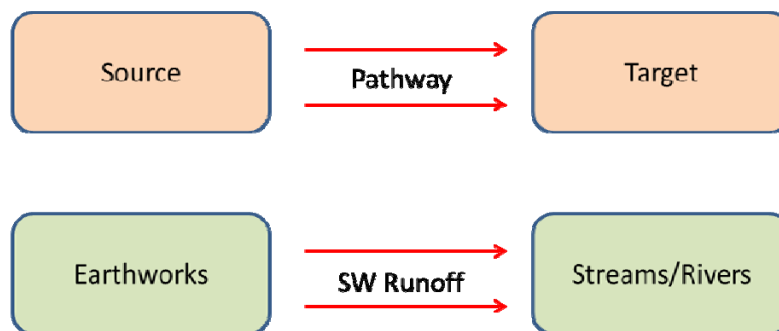 Source
Pathway
Target
Earthworks
SW Runoff
Streams/Rivers